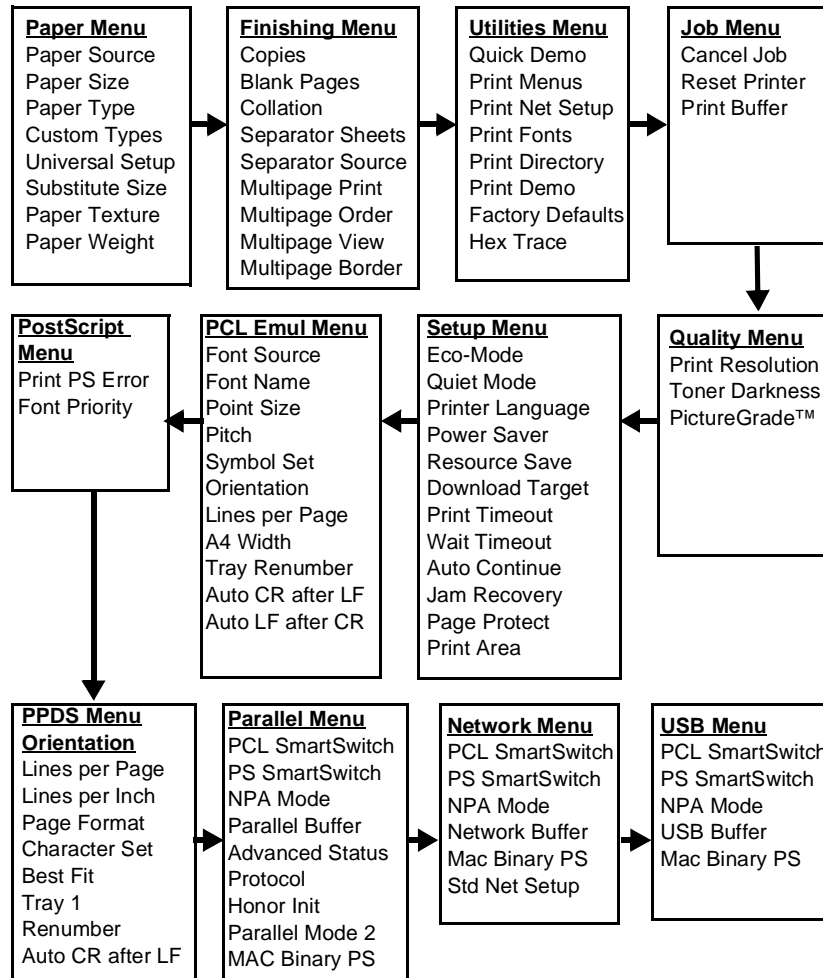 Paper Menu
Paper Source
Paper Size
Paper Type
Custom Types
Universal Setup
Substitute Size
Paper Texture
Paper Weight
Finishing Menu
Copies
Blank Pages
Collation
Separator Sheets
Separator Source
Multipage Print
Multipage Order
Multipage View
Multipage Border
Utilities Menu
Quick Demo
Print Menus
Print Net Setup
Print Fonts
Print Directory
Print Demo
Factory Defaults
Hex Trace
Job Menu
Cancel Job
Reset Printer
Print Buffer
Quality Menu
Print Resolution
Toner Darkness
PictureGrade™
Setup Menu
Eco-Mode
Quiet Mode
Printer Language
Power Saver
Resource Save
Download Target
Print Timeout
Wait Timeout
Auto Continue
Jam Recovery
Page Protect
Print Area
PCL Emul Menu
Font Source
Font Name
Point Size
Pitch
Symbol Set
Orientation
Lines per Page
A4 Width
Tray Renumber
Auto CR after LF
Auto LF after CR
PostScript
Menu
Print PS Error
Font Priority
PPDS Menu
Orientation
Lines per Page
Lines per Inch
Page Format
Character Set
Best Fit
Tray 1
Renumber
Auto CR after LF
Parallel Menu
PCL SmartSwitch
PS SmartSwitch
NPA Mode
Parallel Buffer
Advanced Status
Protocol
Honor Init
Parallel Mode 2
MAC Binary PS
Network Menu
PCL SmartSwitch
PS SmartSwitch
NPA Mode
Network Buffer
Mac Binary PS
Std Net Setup
USB Menu
PCL SmartSwitch
PS SmartSwitch
NPA Mode
USB Buffer
Mac Binary PS